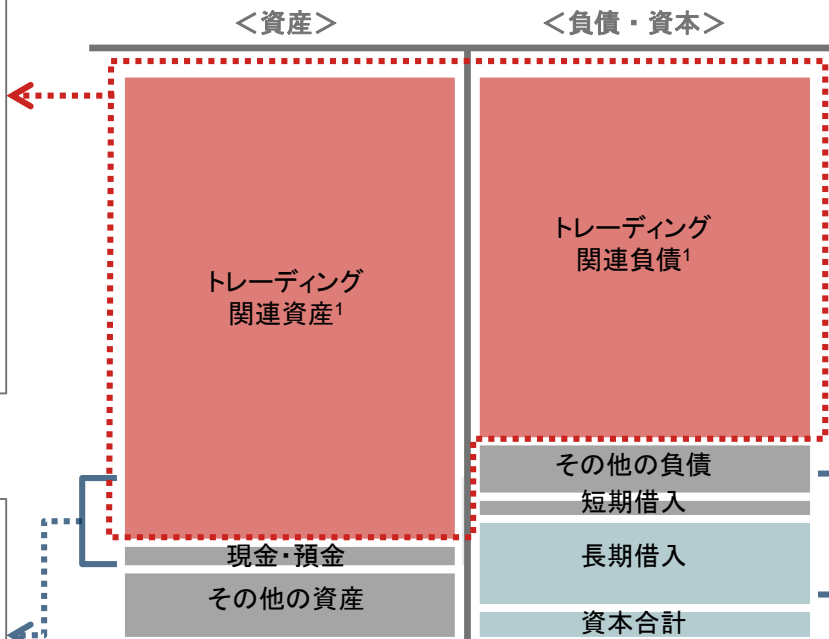 ＜資産＞
＜負債・資本＞
トレーディング
関連資産1
現金・預金
その他の資産
トレーディング
関連負債1
その他の負債
短期借入
長期借入
資本合計